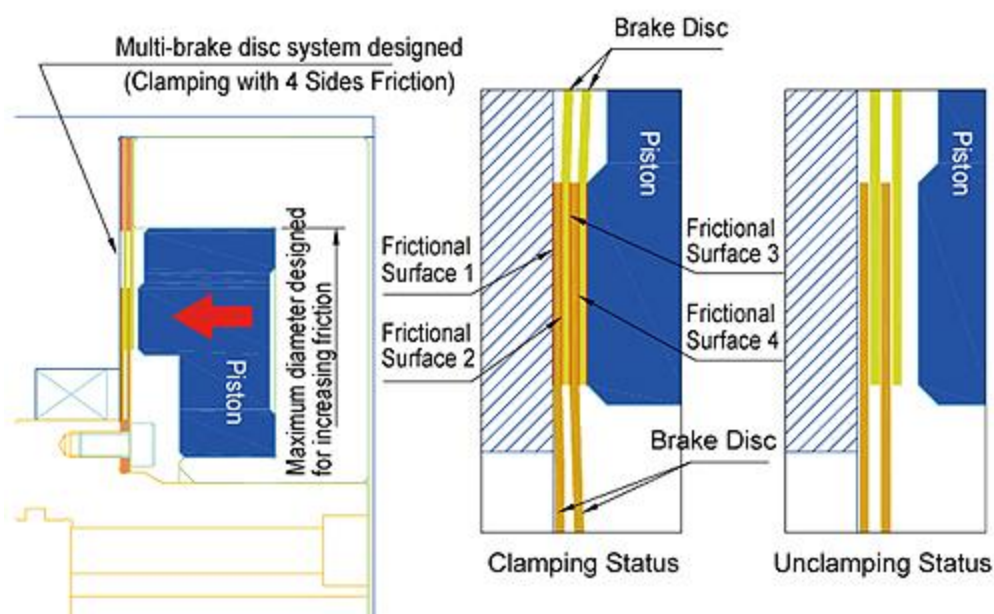 Multi-brake disc system designed
(Clamping with 4 Sides Friction)
Piston
Maximum diameter designed
for increasing friction
Brake Disc
Piston
Frictional
Surface 1
Frictional
Surface 2
Frictional
Surface 3
Frictional
Surface 4
Brake Disc
Clamping Status
Piston
Unclamping Status